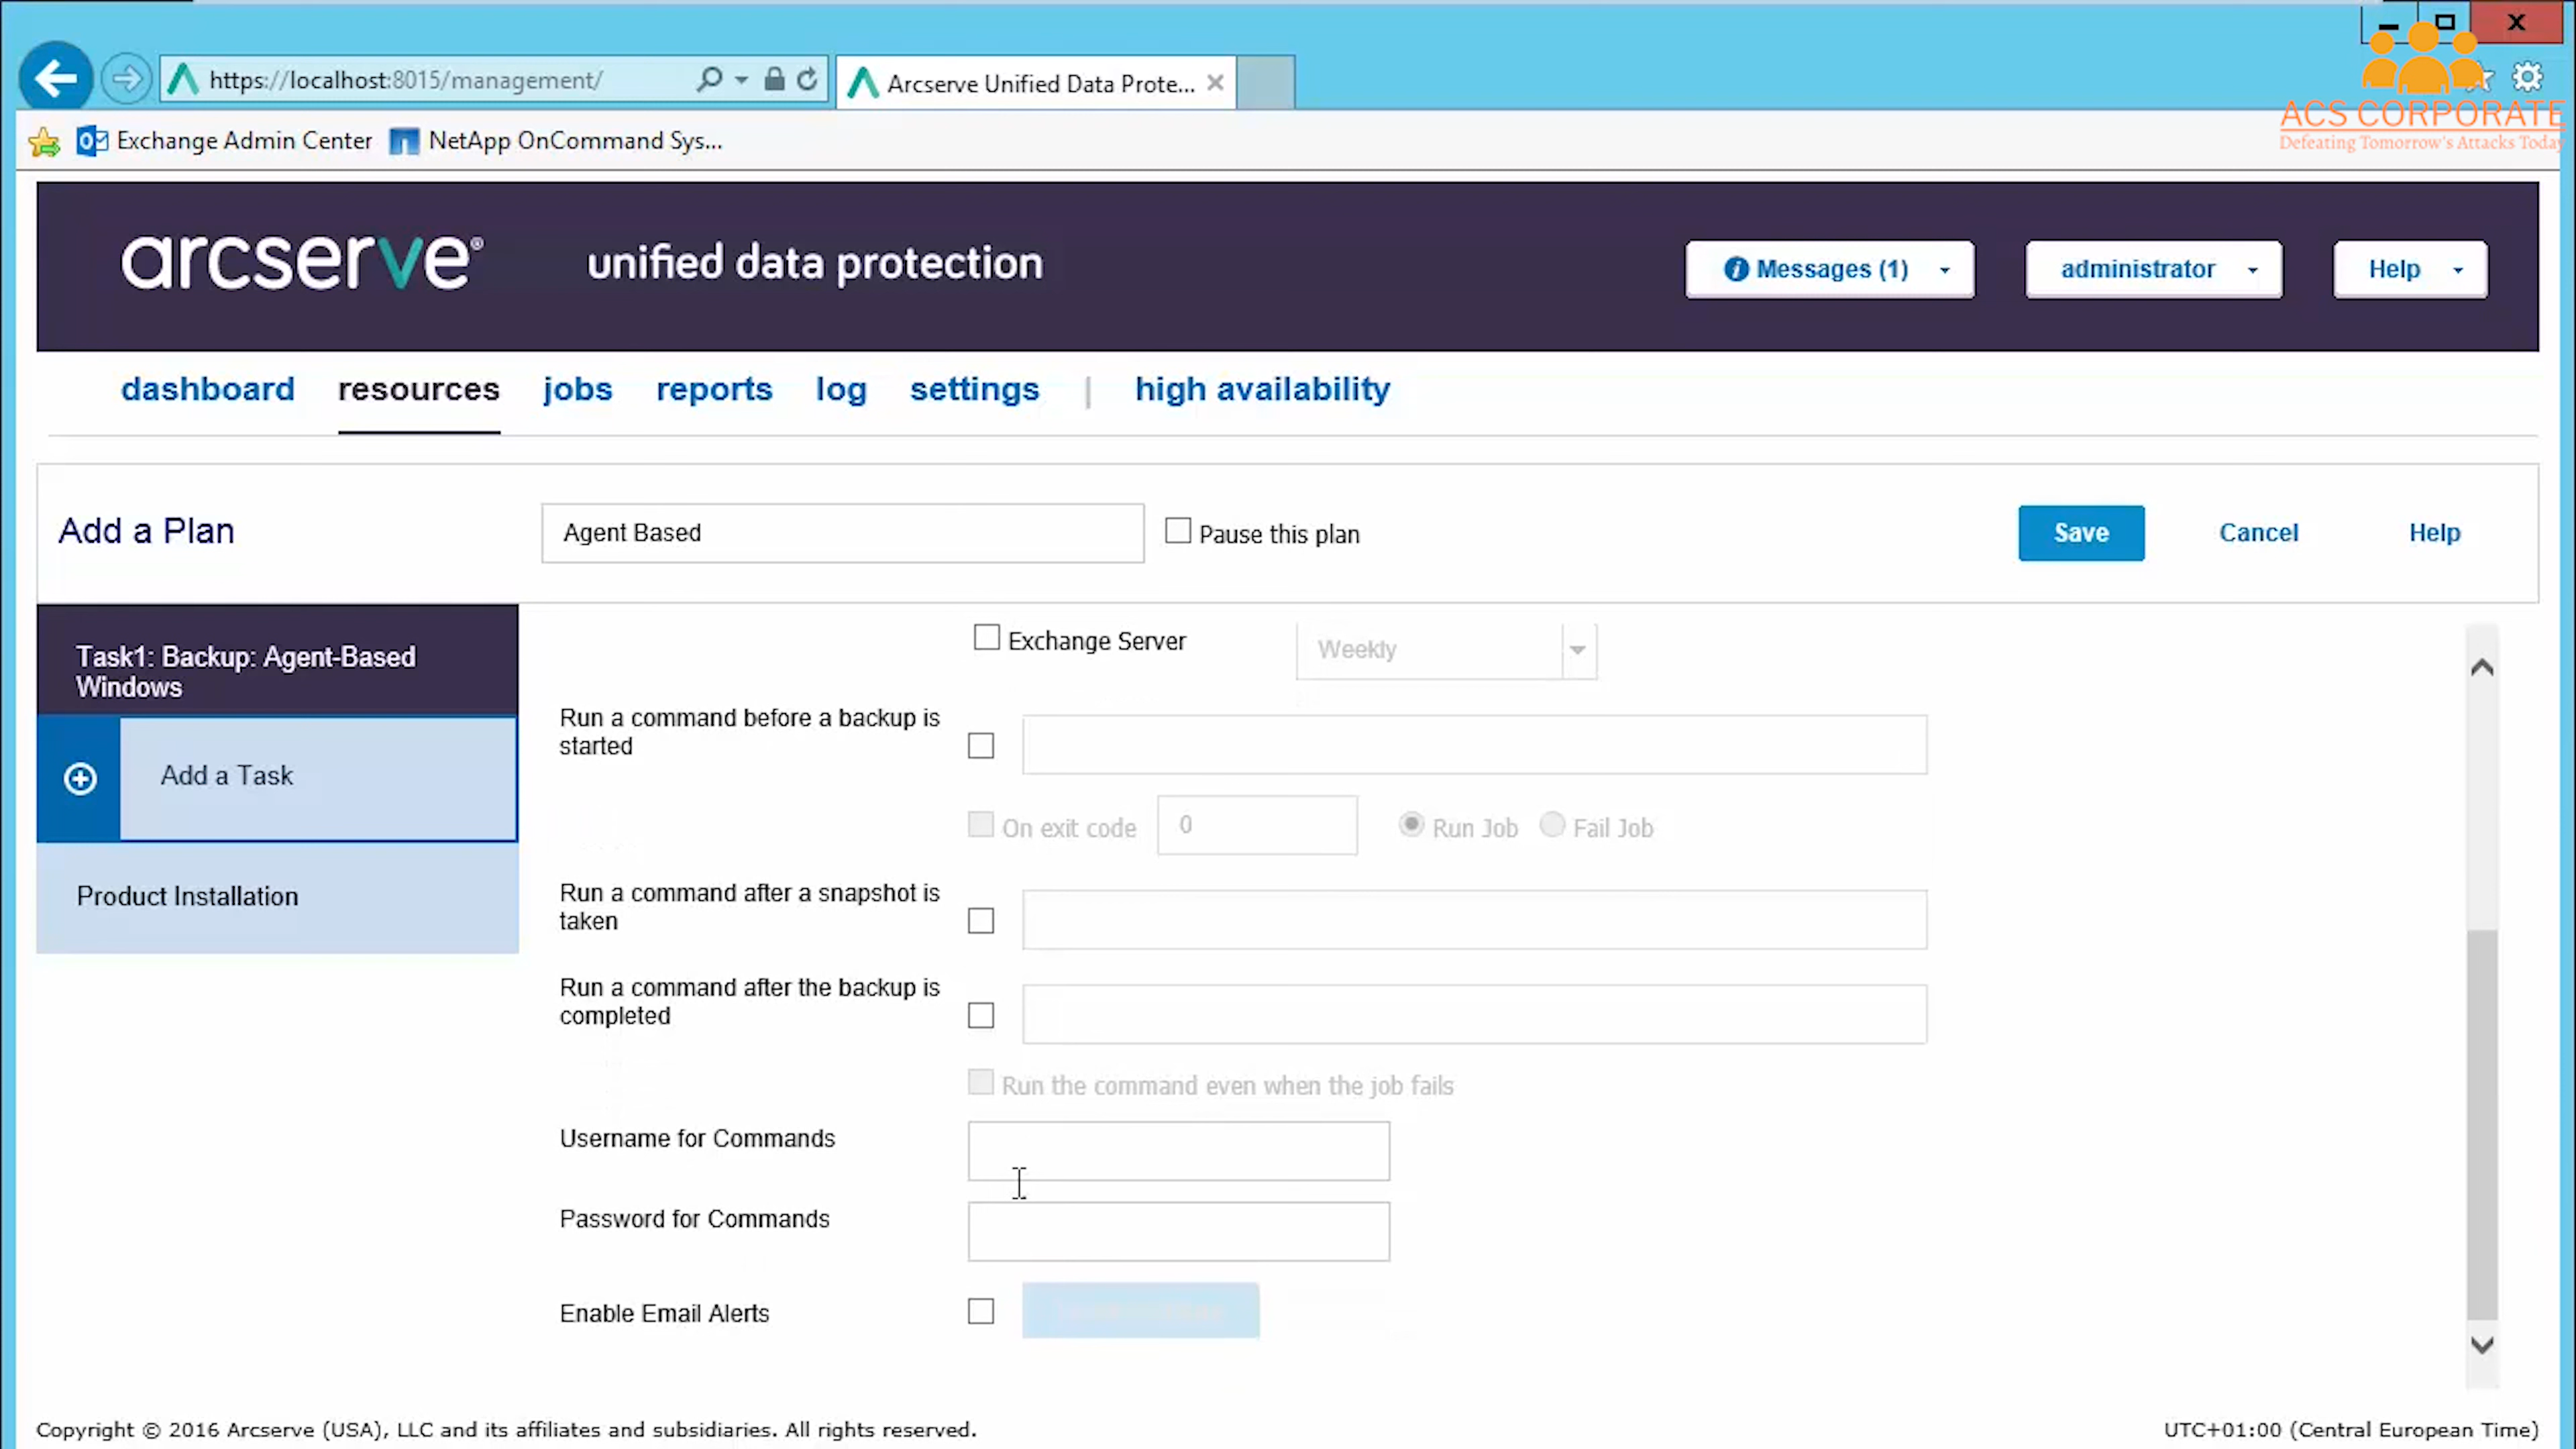 https://localhost:8015/management/
Arcserve Unified Data Prote...
ACS CORPORATE
Defeating Tomorrow's Attacks Today
Exchange Admin Center
NetApp OnCommand Sys...
arcserve®
unified data protection
Messages (1)
administrator
Help
dashboard
resources
jobs
reports
log
settings
|
high availability
Add a Plan
Agent Based
Pause this plan
Save
Cancel
Help
Task1: Backup: Agent-Based
Windows
Add a Task
Product Installation
Exchange Server
Weekly
Run a command before a backup is
started
On exit code
0
Run Job
Fail Job
Run a command after a snapshot is
taken
Run a command after the backup is
completed
Run the command even when the job fails
Username for Commands
Password for Commands
Enable Email Alerts
Copyright © 2016 Arcserve (USA), LLC and its affiliates and subsidiaries. All rights reserved.
UTC+01:00 (Central European Time)